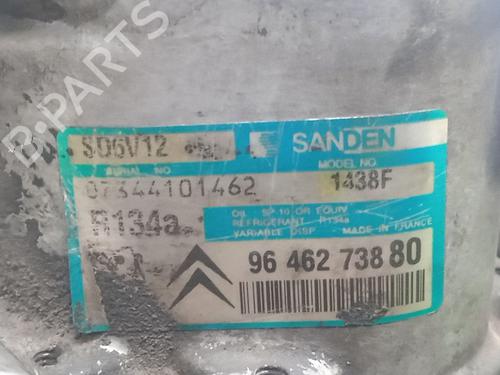 B-PARTS
SD6V12
SANDEN
SERIAL NO
MODEL NO.
07344101462
1438F
R134a
OIL SP 10 OR EQUIV.
REFRIGERANT R134a
VARIABLE DISP MADE IN FRANCE
96 462 738 80